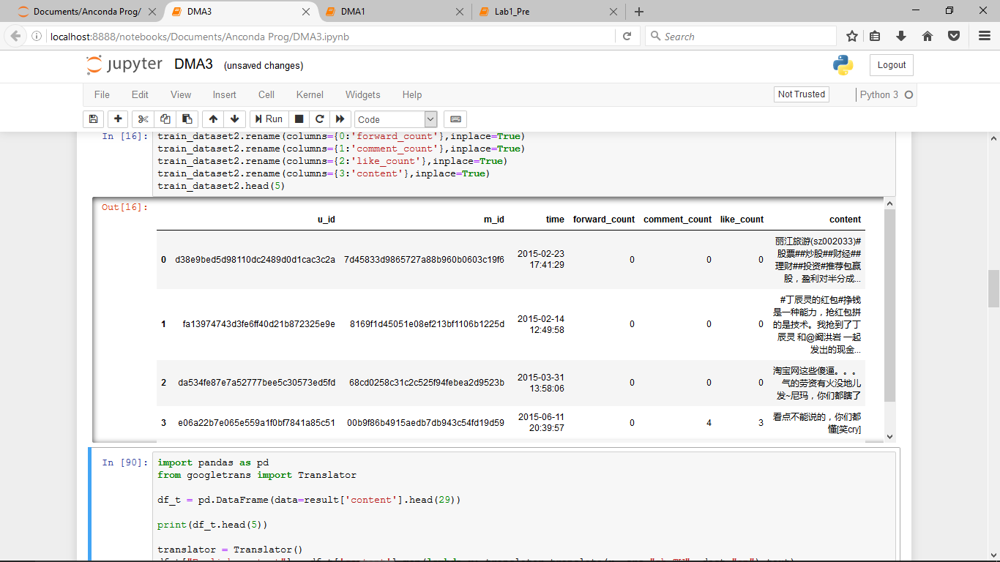 Documents/Anconda Prog/
DMA3
DMA1
Lab1_Pre
localhost:8888/notebooks/Documents/Anconda Prog/DMA3.ipynb
Search
jupyter DMA3 (unsaved changes)
Logout
File Edit View Insert Cell Kernel Widgets Help
Not Trusted
Python 3
Run
Code
In [16]: train_dataset2.rename(columns={0:'forward_count'},inplace=True)
train_dataset2.rename(columns={1:'comment_count'},inplace=True)
train_dataset2.rename(columns={2:'like_count'},inplace=True)
train_dataset2.rename(columns={3:'content'},inplace=True)
train_dataset2.head(5)
Out[16]:
u_id m_id time forward_count comment_count like_count content
0 d38e9bed5d98110dc2489d0d1cac3c2a 7d45833d9865727a88b960b0603c19f6 2015-02-23 17:41:29 0 0 0
丽江旅游(sz002033)#
股票##炒股##财经##
理财##投资#推荐包赢
股，盈利对半分成...
1 fa13974743d3fe6ff40d21b872325e9e 8169f1d45051e08ef213bf1106b1225d 2015-02-14 12:49:58 0 0 0
#丁辰灵的红包#挣钱
是一种能力，抢红包拼
的是技术。我抢到了丁
辰灵 和@阚洪岩 一起
发出的现金...
2 da534fe87e7a52777bee5c30573ed5fd 68cd0258c31c2c525f94febea2d9523b 2015-03-31 13:58:06 0 0 0
淘宝网这些傻逼。。。
气的劳资有火没地儿
发~尼玛，你们都瞎了
3 e06a22b7e065e559a1f0bf7841a85c51 00b9f86b4915aedb7db943c54fd19d59 2015-06-11 20:39:57 0 4 3
看点不能说的，你们都
懂[笑cry]
In [90]: import pandas as pd
from googletrans import Translator
df_t = pd.DataFrame(data=result['content'].head(29))
print(df_t.head(5))
translator = Translator()